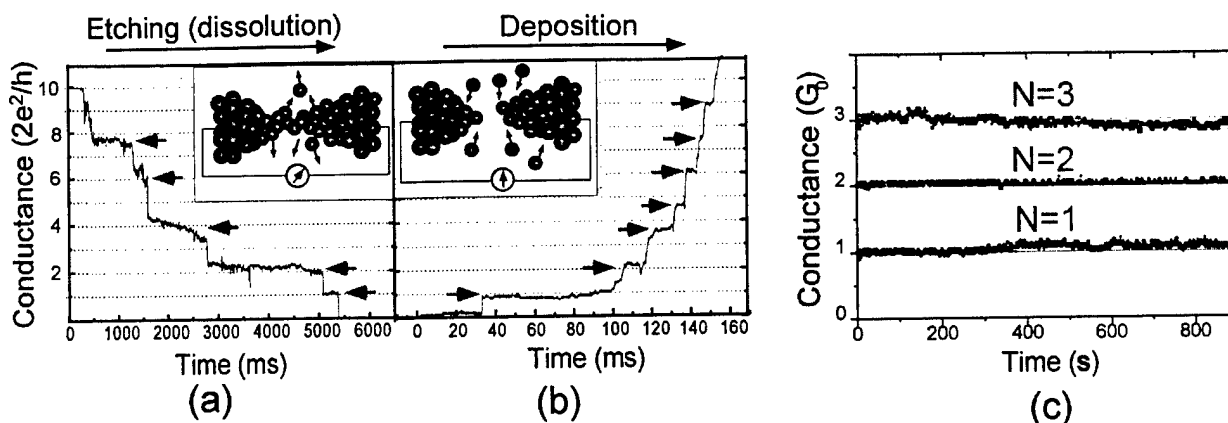 Etching (dissolution)
Deposition
Conductance (2e²/h)
10
8
6
4
2
0 1000 2000 3000 4000 5000 6000
Time (ms)
(a)
0 20 40 60 80 100 120 140 160
Time (ms)
(b)
Conductance (G₀)
3
2
1
0
N=3
N=2
N=1
0 200 400 600 800
Time (s)
(c)